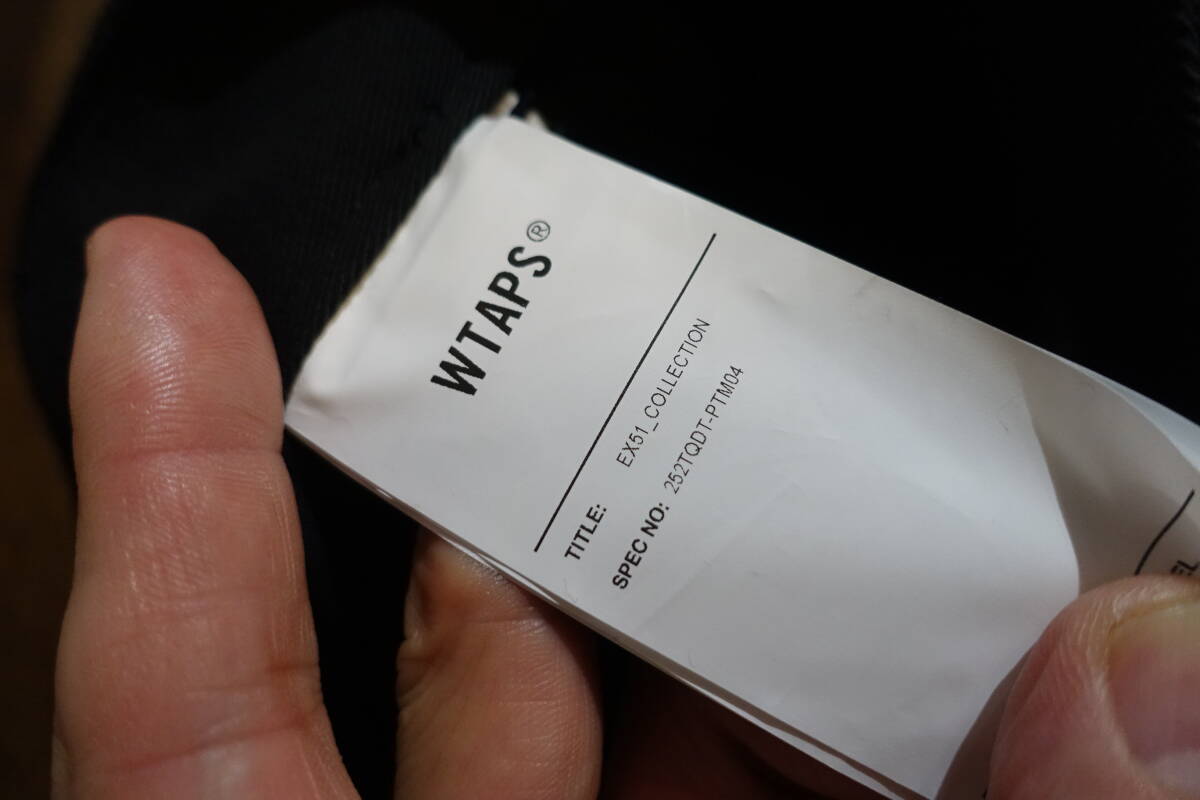 WTAPS®
TITLE: EX51_COLLECTION
SPEC NO: 252TQDT-PTM04